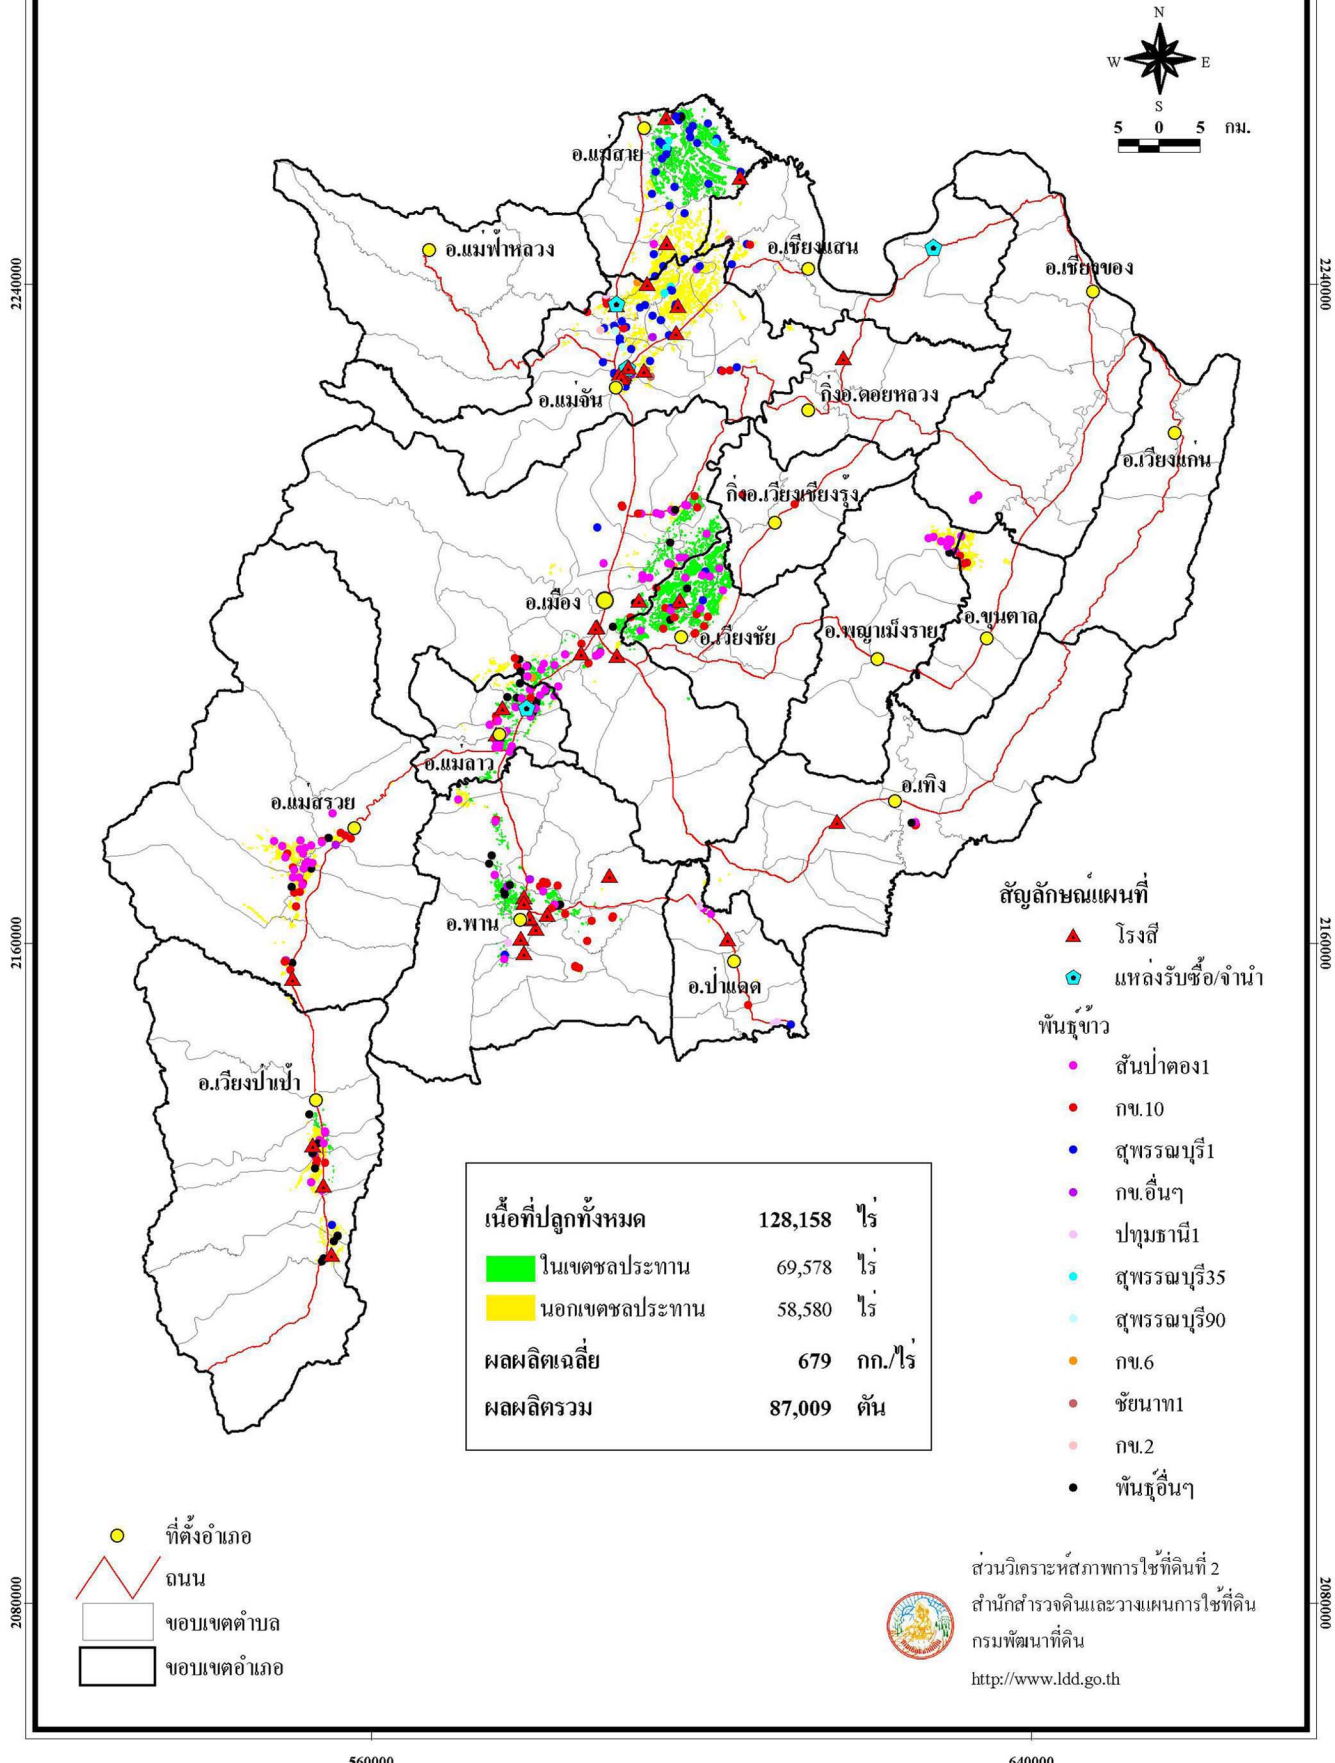 N
W E
S
5 0 5 กม.
อ.แม่สาย
อ.แม่ฟ้าหลวง
อ.เชียงแสน
อ.เชียงของ
2240000
2240000
อ.แม่จัน
กิ่งอ.ดอยหลวง
อ.เวียงแก่น
กิ่งอ.เวียงเชียงรุ้ง
อ.เมือง
อ.เวียงชัย
อ.พญาเม็งราย
อ.ขุนตาล
อ.แม่ลาว
อ.เทิง
อ.แม่สรวย
อ.พาน
อ.ป่าแดด
2160000
2160000
อ.เวียงป่าเป้า
สัญลักษณ์แผนที่
โรงสี
แหล่งรับซื้อ/จำนำ
พันธุ์ข้าว
สันป่าตอง1
กข.10
สุพรรณบุรี1
กข.อื่นๆ
ปทุมธานี1
สุพรรณบุรี35
สุพรรณบุรี90
กข.6
ชัยนาท1
กข.2
พันธุ์อื่นๆ
เนื้อที่ปลูกทั้งหมด 128,158 ไร่
ในเขตชลประทาน 69,578 ไร่
นอกเขตชลประทาน 58,580 ไร่
ผลผลิตเฉลี่ย 679 กก./ไร่
ผลผลิตรวม 87,009 ตัน
ที่ตั้งอำเภอ
ถนน
ขอบเขตตำบล
ขอบเขตอำเภอ
2080000
2080000
ส่วนวิเคราะห์สภาพการใช้ที่ดินที่ 2
สำนักสำรวจดินและวางแผนการใช้ที่ดิน
กรมพัฒนาที่ดิน
http://www.ldd.go.th
560000 640000